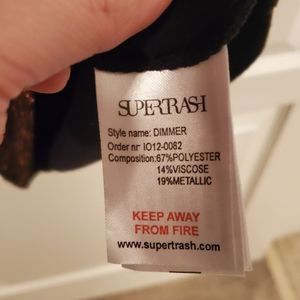 SUPERTRASH
Style name: DIMMER
Order nr: IO12-0082
Composition:67%POLYESTER
14%VISCOSE
19%METALLIC
KEEP AWAY
FROM FIRE
www.supertrash.com